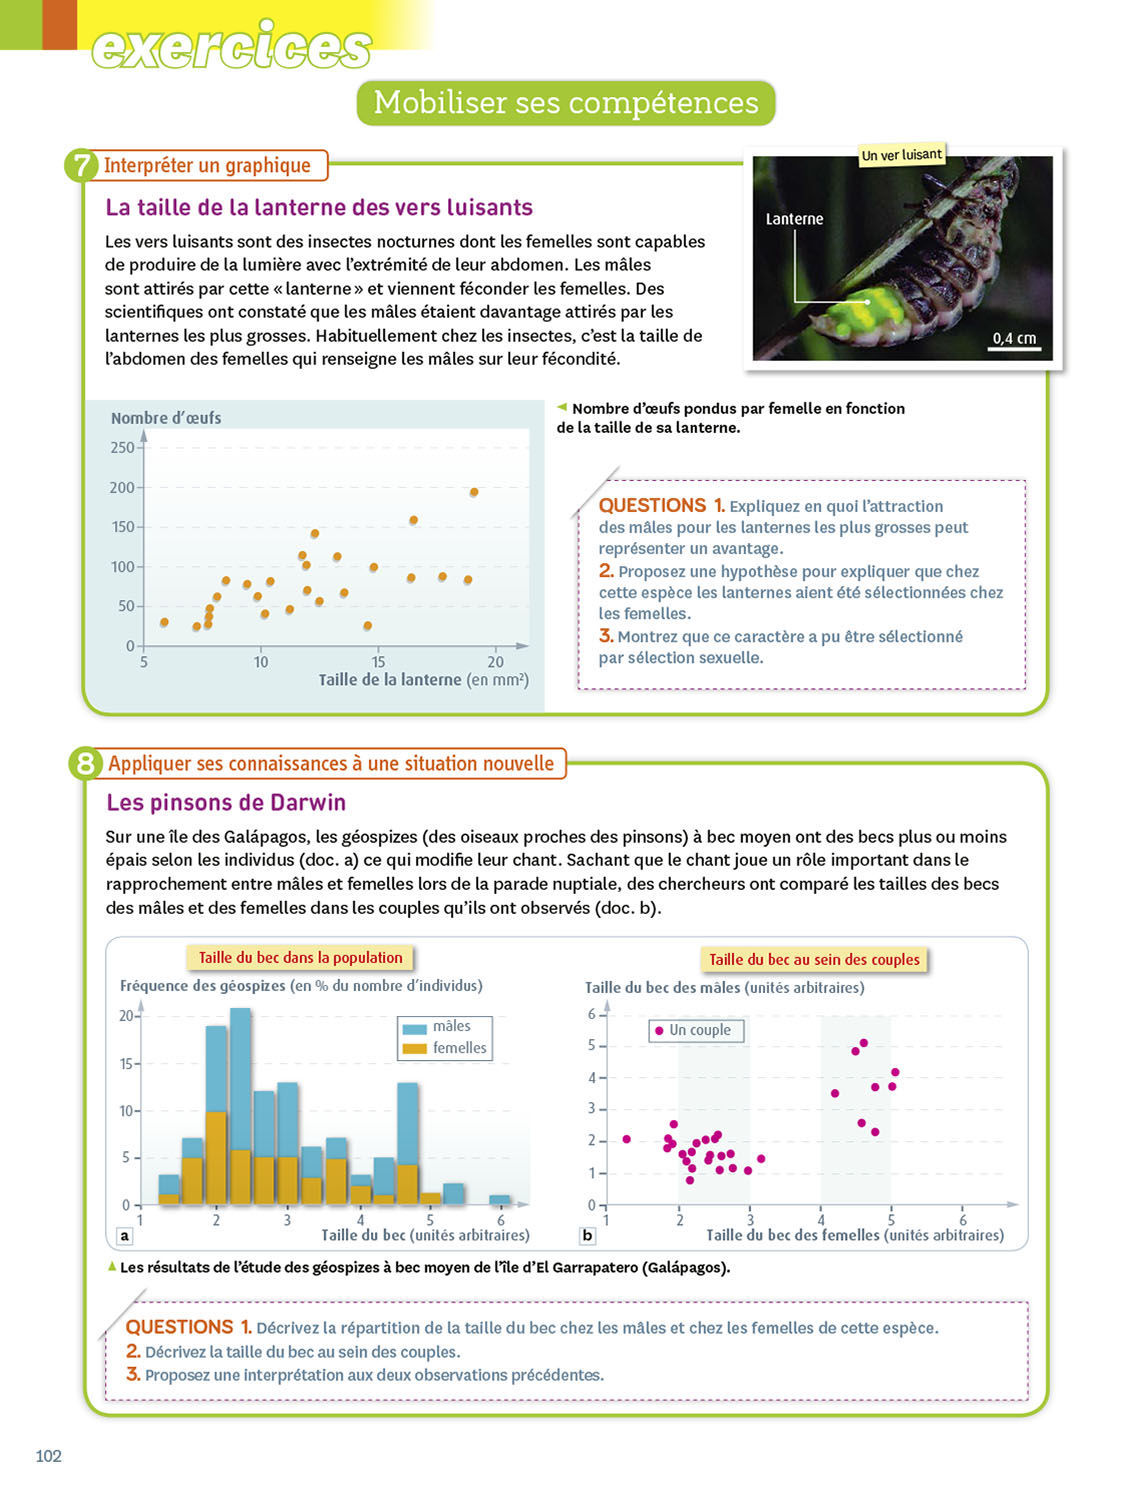 exercices
Mobiliser ses compétences
7 Interpréter un graphique
La taille de la lanterne des vers luisants
Les vers luisants sont des insectes nocturnes dont les femelles sont capables
de produire de la lumière avec l'extrémité de leur abdomen. Les mâles
sont attirés par cette « lanterne » et viennent féconder les femelles. Des
scientifiques ont constaté que les mâles étaient davantage attirés par les
lanternes les plus grosses. Habituellement chez les insectes, c'est la taille de
l'abdomen des femelles qui renseigne les mâles sur leur fécondité.
Un ver luisant
Lanterne
0,4 cm
Nombre d'œufs
250
200
150
100
50
0
5 10 15 20
Taille de la lanterne (en mm²)
◄ Nombre d'œufs pondus par femelle en fonction
de la taille de sa lanterne.
QUESTIONS 1. Expliquez en quoi l'attraction
des mâles pour les lanternes les plus grosses peut
représenter un avantage.
2. Proposez une hypothèse pour expliquer que chez
cette espèce les lanternes aient été sélectionnées chez
les femelles.
3. Montrez que ce caractère a pu être sélectionné
par sélection sexuelle.
8 Appliquer ses connaissances à une situation nouvelle
Les pinsons de Darwin
Sur une île des Galápagos, les géospizes (des oiseaux proches des pinsons) à bec moyen ont des becs plus ou moins
épais selon les individus (doc. a) ce qui modifie leur chant. Sachant que le chant joue un rôle important dans le
rapprochement entre mâles et femelles lors de la parade nuptiale, des chercheurs ont comparé les tailles des becs
des mâles et des femelles dans les couples qu'ils ont observés (doc. b).
Taille du bec dans la population
Fréquence des géospizes (en % du nombre d'individus)
20
15
10
5
0
mâles
femelles
1 2 3 4 5 6
a
Taille du bec (unités arbitraires)
Taille du bec au sein des couples
Taille du bec des mâles (unités arbitraires)
6
5
4
3
2
1
0
Un couple
1 2 3 4 5 6
b
Taille du bec des femelles (unités arbitraires)
▲ Les résultats de l'étude des géospizes à bec moyen de l'île d'El Garrapatero (Galápagos).
QUESTIONS 1. Décrivez la répartition de la taille du bec chez les mâles et chez les femelles de cette espèce.
2. Décrivez la taille du bec au sein des couples.
3. Proposez une interprétation aux deux observations précédentes.
102